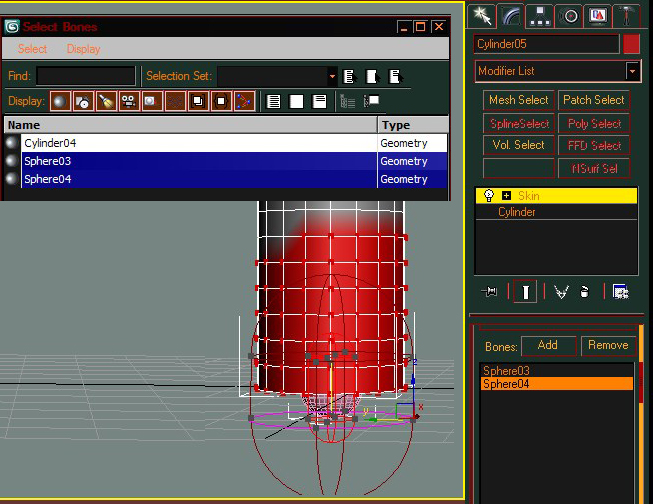 Select Bones
Select Display
Find: Selection Set:
Display:
Name Type
Cylinder04 Geometry
Sphere03 Geometry
Sphere04 Geometry
Cylinder05
Modifier List
Mesh Select Patch Select
SplineSelect Poly Select
Vol. Select FFD Select
Surf Sel
Skin
Cylinder
Bones: Add Remove
Sphere03
Sphere04
z
x
y